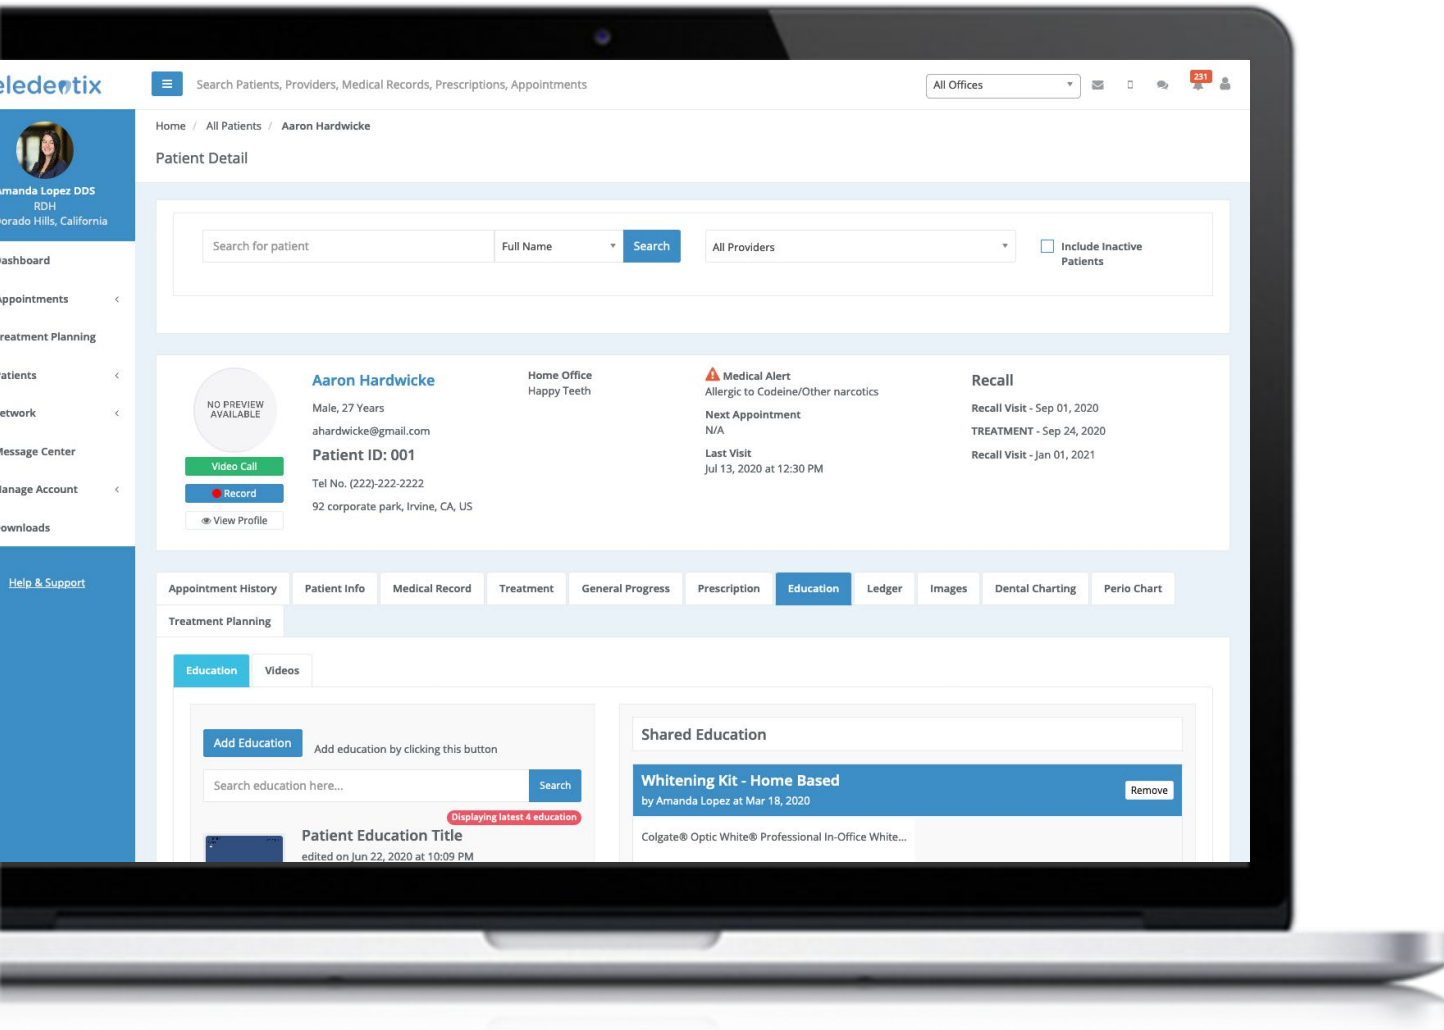 eledentix
Search Patients, Providers, Medical Records, Prescriptions, Appointments
All Offices
231
Home / All Patients / Aaron Hardwicke
Patient Detail
Amanda Lopez DDS
RDH
Dorado Hills, California
Dashboard
Appointments
Treatment Planning
Patients
etwork
Message Center
Manage Account
Downloads
Help & Support
Search for patient
Full Name
Search
All Providers
Include Inactive
Patients
NO PREVIEW
AVAILABLE
Video Call
Record
View Profile
Aaron Hardwicke
Male, 27 Years
ahardwicke@gmail.com
Patient ID: 001
Tel No. (222)-222-2222
92 corporate park, Irvine, CA, US
Home Office
Happy Teeth
Medical Alert
Allergic to Codeine/Other narcotics
Next Appointment
N/A
Last Visit
Jul 13, 2020 at 12:30 PM
Recall
Recall Visit - Sep 01, 2020
TREATMENT - Sep 24, 2020
Recall Visit - Jan 01, 2021
Appointment History Patient Info Medical Record Treatment General Progress Prescription Education Ledger Images Dental Charting Perio Chart
Treatment Planning
Education Videos
Add Education Add education by clicking this button
Search education here... Search
Displaying latest 4 education
Patient Education Title
edited on Jun 22, 2020 at 10:09 PM
Shared Education
Whitening Kit - Home Based
by Amanda Lopez at Mar 18, 2020
Remove
Colgate® Optic White® Professional In-Office White...